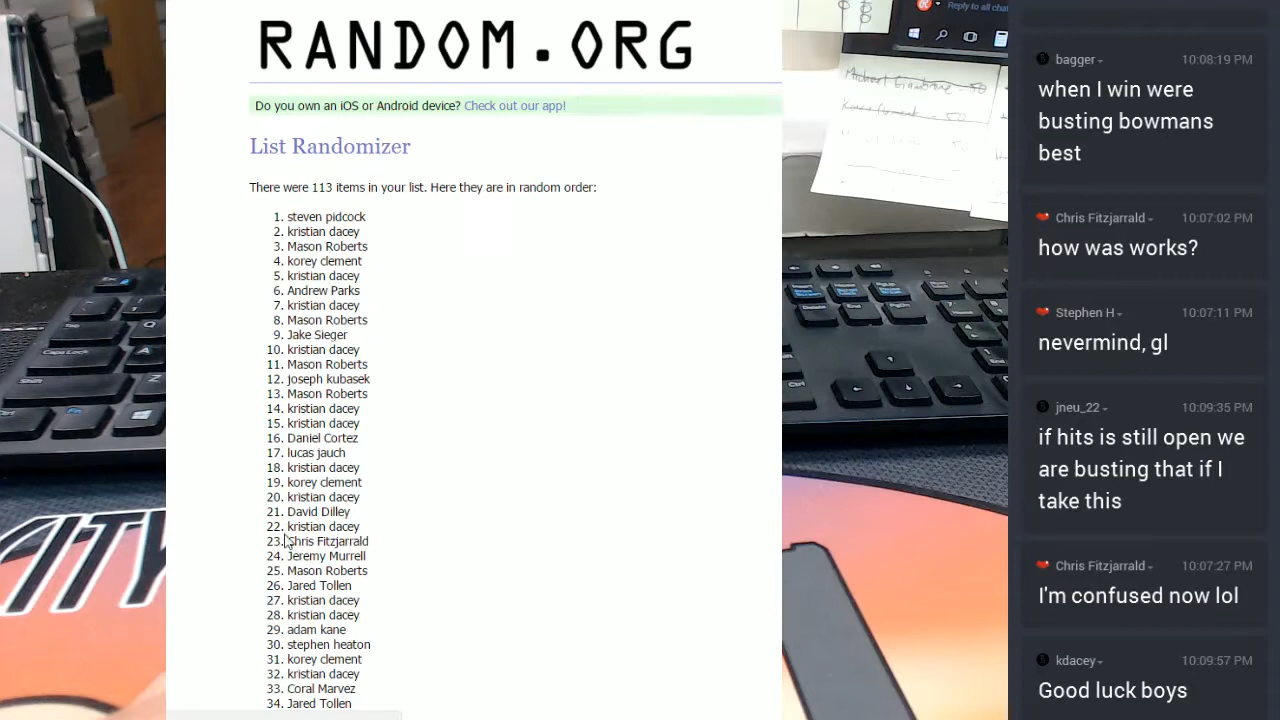 RANDOM.ORG
Do you own an iOS or Android device? Check out our app!
List Randomizer
There were 113 items in your list. Here they are in random order:
1. steven pidcock
2. kristian dacey
3. Mason Roberts
4. korey clement
5. kristian dacey
6. Andrew Parks
7. kristian dacey
8. Mason Roberts
9. Jake Sieger
10. kristian dacey
11. Mason Roberts
12. joseph kubasek
13. Mason Roberts
14. kristian dacey
15. kristian dacey
16. Daniel Cortez
17. lucas jauch
18. kristian dacey
19. korey clement
20. kristian dacey
21. David Dilley
22. kristian dacey
23. Chris Fitzjarrald
24. Jeremy Murrell
25. Mason Roberts
26. Jared Tollen
27. kristian dacey
28. kristian dacey
29. adam kane
30. stephen heaton
31. korey clement
32. kristian dacey
33. Coral Marvez
34. Jared Tollen
Reply to all
bagger 10:08:19 PM
when I win were
busting bowmans
best
Chris Fitzjarrald 10:07:02 PM
how was works?
Stephen H 10:07:11 PM
nevermind, gl
jneu_22 10:09:35 PM
if hits is still open we
are busting that if I
take this
Chris Fitzjarrald 10:07:27 PM
I'm confused now lol
kdacey 10:09:57 PM
Good luck boys
Caps Lock
Shift
Tab
Q
A
Z
Ctrl
End